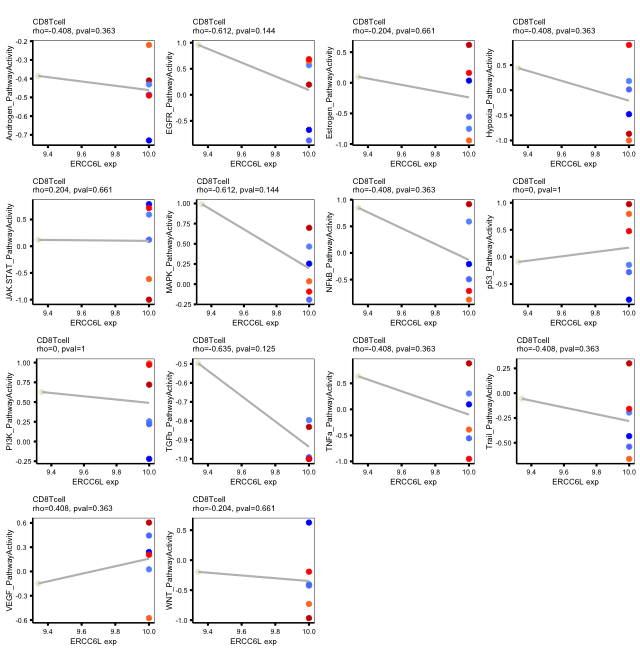 CD8Tcell
rho=-0.408, pval=0.363
Androgen_PathwayActivity
-0.2
-0.3
-0.4
-0.5
-0.6
-0.7
9.4 9.6 9.8 10.0
ERCC6L exp
CD8Tcell
rho=-0.612, pval=0.144
EGFR_PathwayActivity
1.0
0.5
0.0
-0.5
9.4 9.6 9.8 10.0
ERCC6L exp
CD8Tcell
rho=-0.204, pval=0.661
Estrogen_PathwayActivity
0.5
0.0
-0.5
-1.0
9.4 9.6 9.8 10.0
ERCC6L exp
CD8Tcell
rho=-0.408, pval=0.363
Hypoxia_PathwayActivity
0.5
0.0
-0.5
-1.0
9.4 9.6 9.8 10.0
ERCC6L exp
CD8Tcell
rho=0.204, pval=0.661
JAK.STAT_PathwayActivity
0.5
0.0
-0.5
-1.0
9.4 9.6 9.8 10.0
ERCC6L exp
CD8Tcell
rho=-0.612, pval=0.144
MAPK_PathwayActivity
1.00
0.75
0.50
0.25
0.00
-0.25
9.4 9.6 9.8 10.0
ERCC6L exp
CD8Tcell
rho=-0.408, pval=0.363
NFkB_PathwayActivity
1.0
0.5
0.0
-0.5
9.4 9.6 9.8 10.0
ERCC6L exp
CD8Tcell
rho=0, pval=1
p53_PathwayActivity
1.0
0.5
0.0
-0.5
9.4 9.6 9.8 10.0
ERCC6L exp
CD8Tcell
rho=0, pval=1
PI3K_PathwayActivity
1.00
0.75
0.50
0.25
0.00
-0.25
9.4 9.6 9.8 10.0
ERCC6L exp
CD8Tcell
rho=-0.635, pval=0.125
TGFb_PathwayActivity
-0.5
-0.6
-0.7
-0.8
-0.9
-1.0
9.4 9.6 9.8 10.0
ERCC6L exp
CD8Tcell
rho=-0.408, pval=0.363
TNFa_PathwayActivity
0.5
0.0
-0.5
-1.0
9.4 9.6 9.8 10.0
ERCC6L exp
CD8Tcell
rho=-0.408, pval=0.363
Trail_PathwayActivity
0.25
0.00
-0.25
-0.50
9.4 9.6 9.8 10.0
ERCC6L exp
CD8Tcell
rho=0.408, pval=0.363
VEGF_PathwayActivity
0.6
0.3
0.0
-0.3
-0.6
9.4 9.6 9.8 10.0
ERCC6L exp
CD8Tcell
rho=-0.204, pval=0.661
WNT_PathwayActivity
0.5
0.0
-0.5
-1.0
9.4 9.6 9.8 10.0
ERCC6L exp